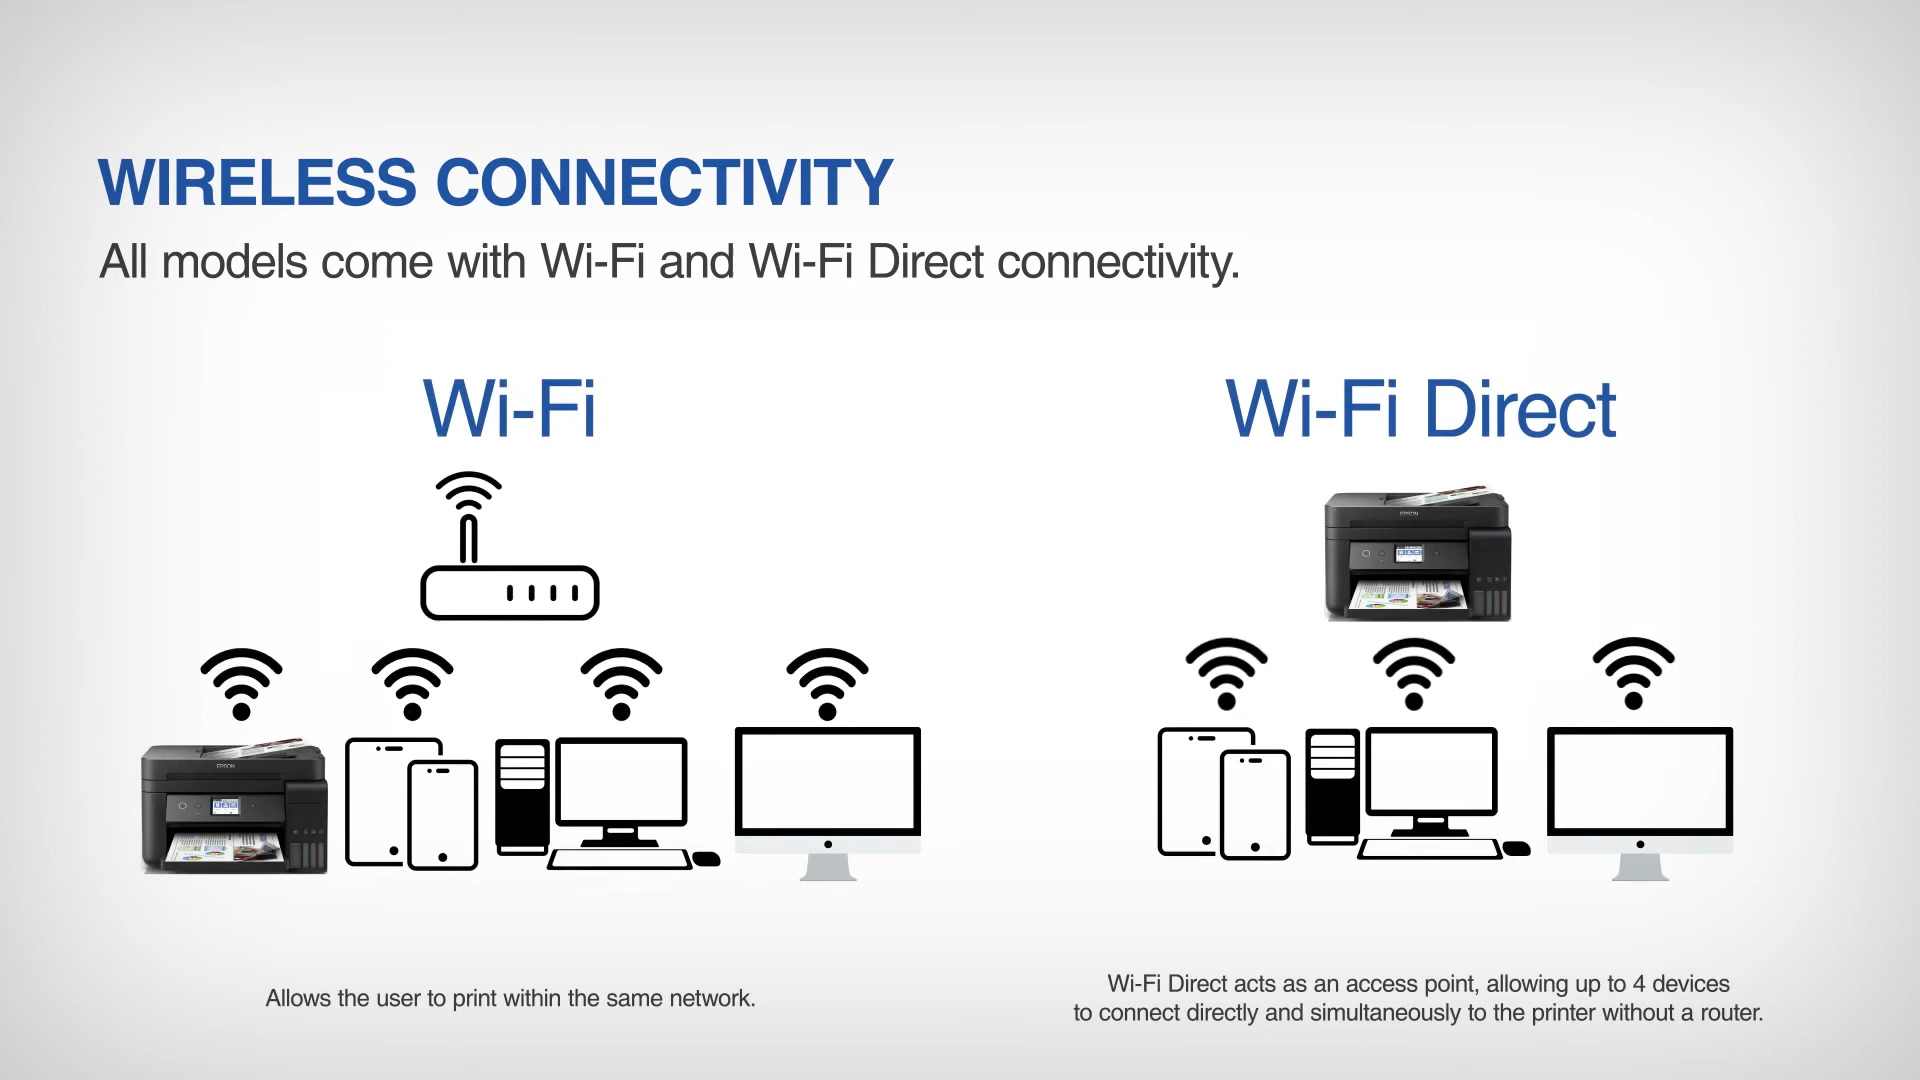 WIRELESS CONNECTIVITY
All models come with Wi-Fi and Wi-Fi Direct connectivity.
Wi-Fi
Wi-Fi Direct
EPSON
EPSON
Allows the user to print within the same network.
Wi-Fi Direct acts as an access point, allowing up to 4 devices
to connect directly and simultaneously to the printer without a router.